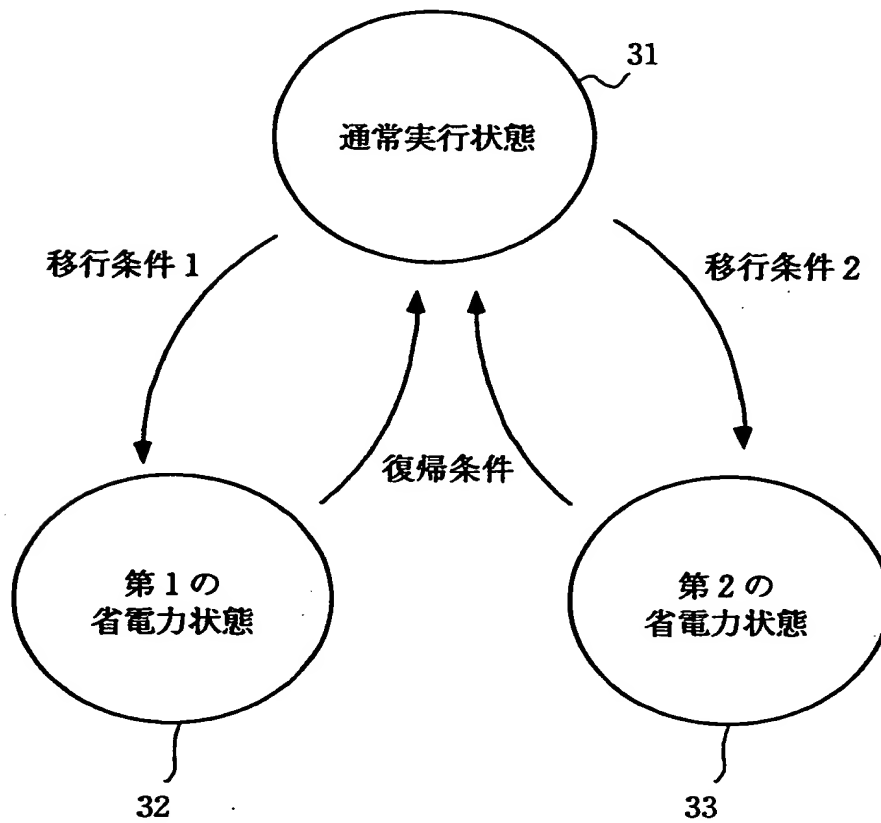 31
通常実行状態
移行条件1
移行条件2
復帰条件
第1の
省電力状態
第2の
省電力状態
32
33